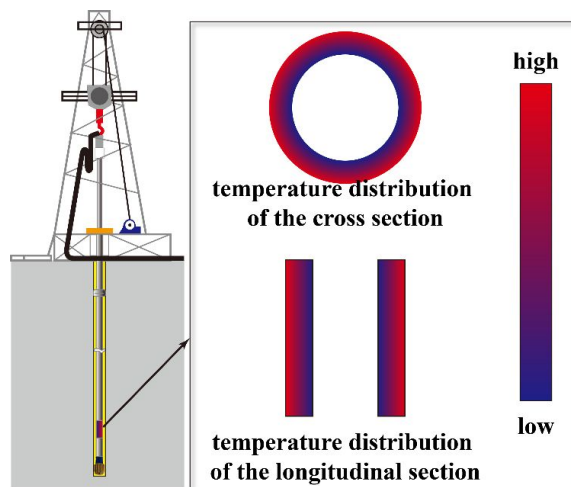 high
temperature distribution
of the cross section
low
temperature distribution
of the longitudinal section